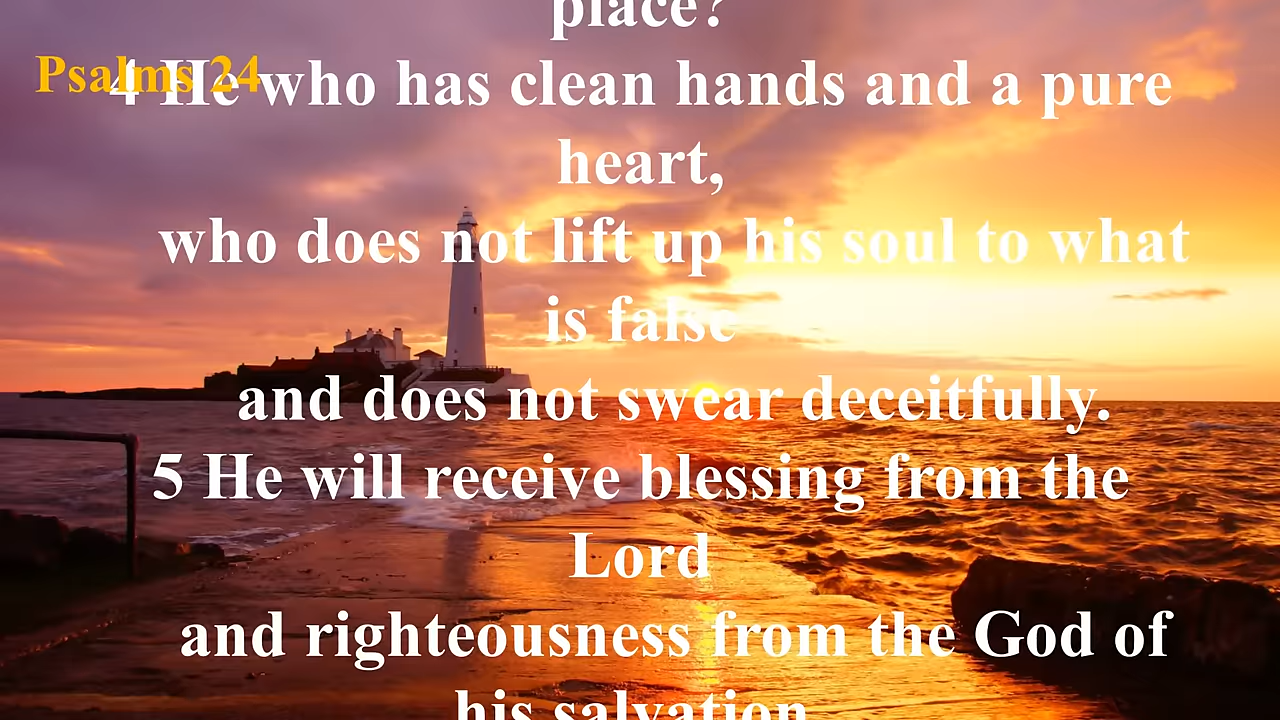 place?
Psalms 24
4 He who has clean hands and a pure
heart,
who does not lift up his soul to what
is false
and does not swear deceitfully.
5 He will receive blessing from the
Lord
and righteousness from the God of
his salvation